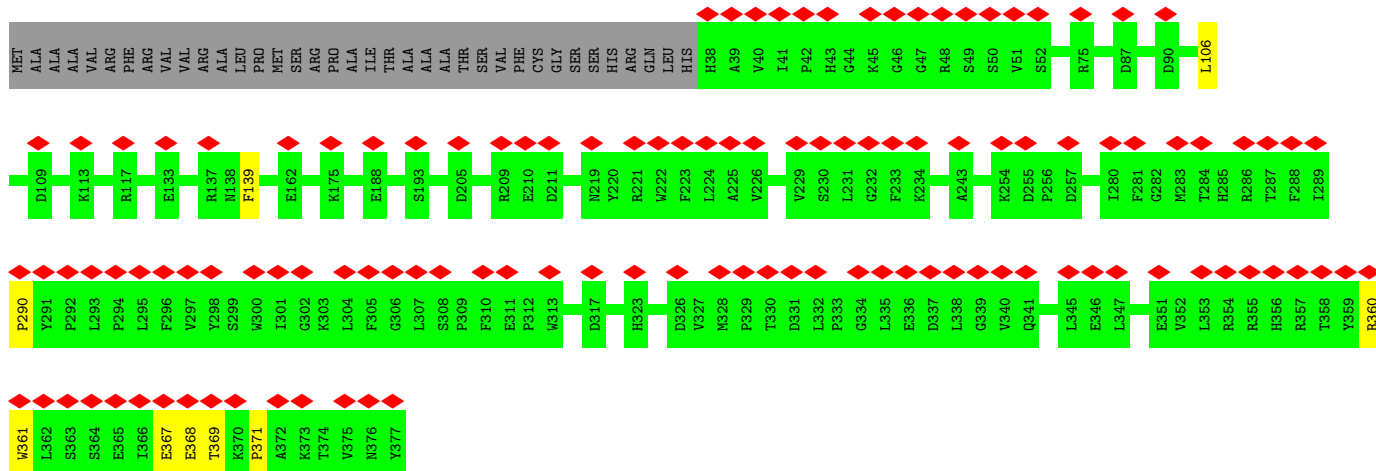 MET ALA ALA ALA VAL ARG PHE ARG VAL VAL ARG ALA LEU PRO MET SER ARG PRO ALA ILE THR ALA ALA ALA THR SER VAL PHE CYS GLY SER SER HIS ARG GLN LEU HIS H38 A39 V40 I41 P42 H43 G44 K45 G46 G47 R48 S49 S50 V51 S52 R75 D87 D90 L106
D109 K113 R117 E133 R137 N138 F139 E162 K175 E188 S193 D205 R209 E210 D211 N219 Y220 R221 W222 F223 L224 A225 V226 V229 S230 L231 G232 F233 K234 A243 K254 D255 P256 D257 I280 F281 G282 M283 T284 H285 R286 T287 F288 I289
P290 Y291 P292 L293 P294 L295 F296 V297 Y298 S299 W300 I301 G302 K303 L304 F305 G306 L307 S308 P309 F310 E311 P312 W313 D317 H323 D326 V327 M328 P329 T330 D331 L332 P333 G334 L335 E336 D337 L338 G339 V340 Q341 L345 E346 L347 E351 V352 L353 R354 R355 H356 R357 T358 Y359 R360
W361 L362 S363 S364 E365 I366 E367 E368 T369 K370 P371 A372 K373 T374 V375 N376 Y377